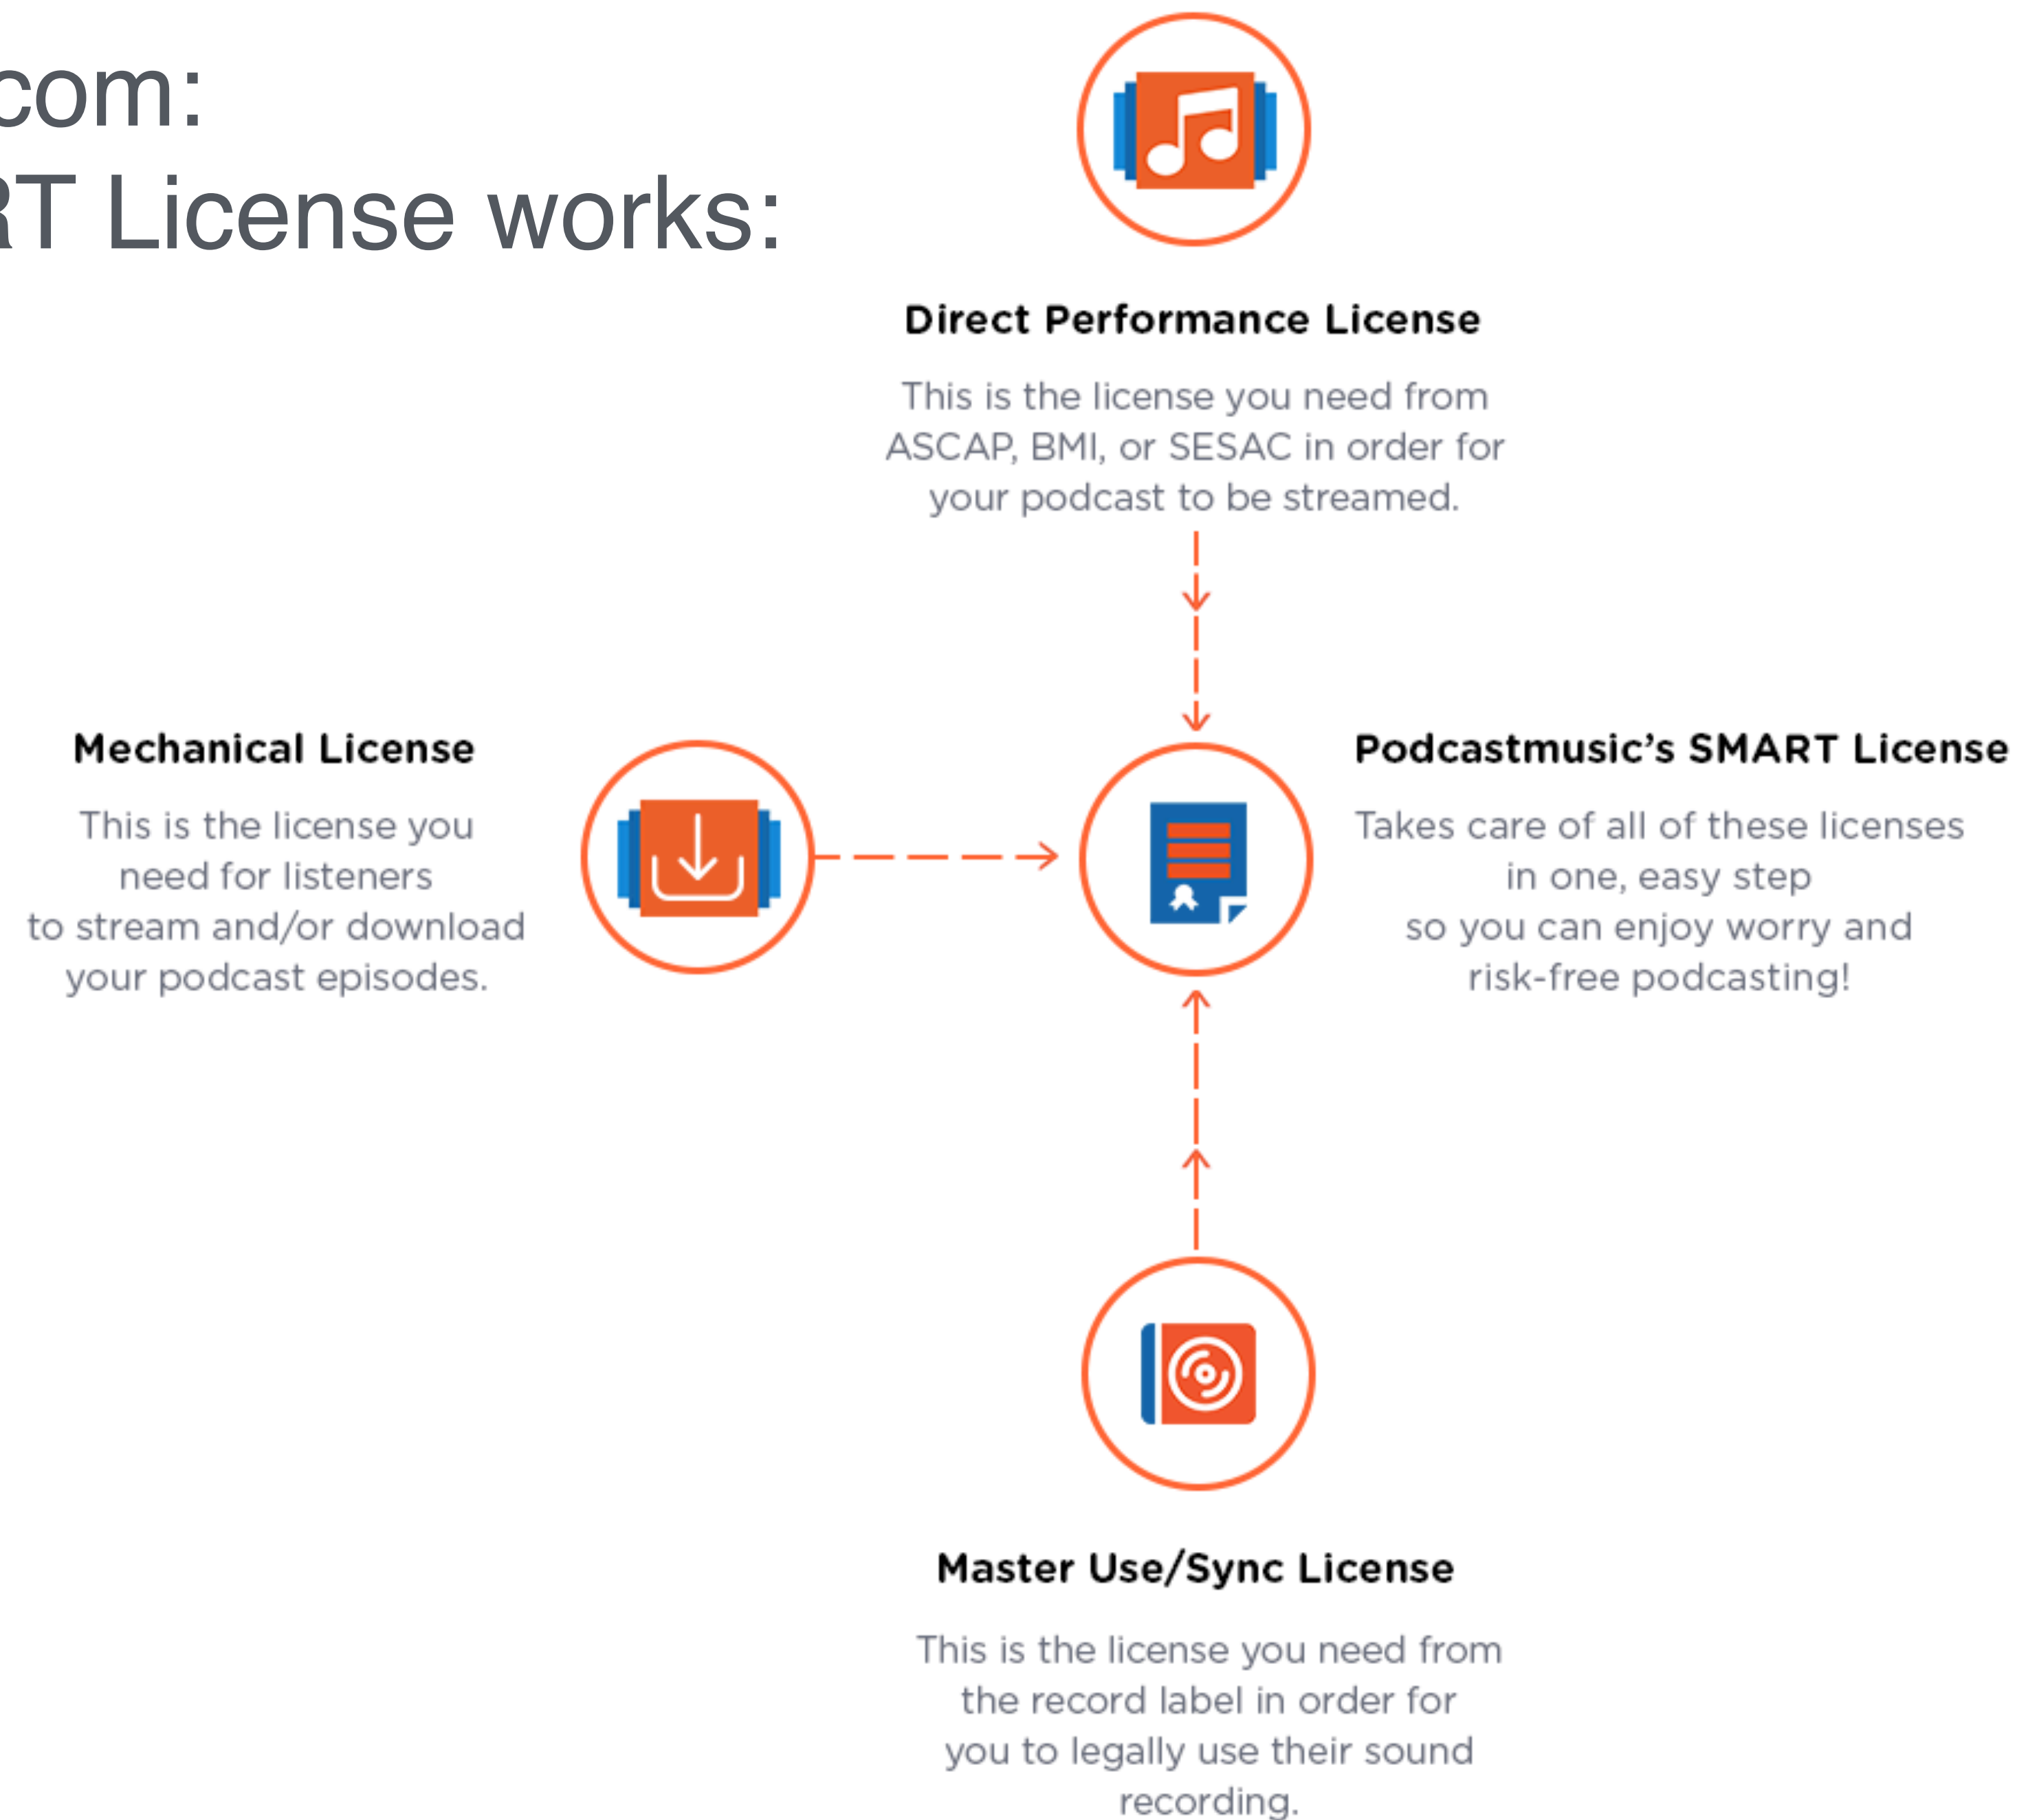 com:
T License works:
Direct Performance License
This is the license you need from
ASCAP, BMI, or SESAC in order for
your podcast to be streamed.
Mechanical License
This is the license you
need for listeners
to stream and/or download
your podcast episodes.
Podcastmusic’s SMART License
Takes care of all of these licenses
in one, easy step
so you can enjoy worry and
risk-free podcasting!
Master Use/Sync License
This is the license you need from
the record label in order for
you to legally use their sound
recording.